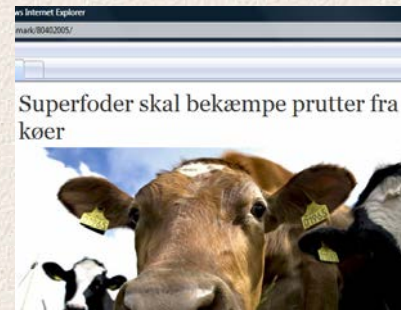 ws Internet Explorer
mark/80402005/
Superfoder skal bekæmpe prutter fra
køer